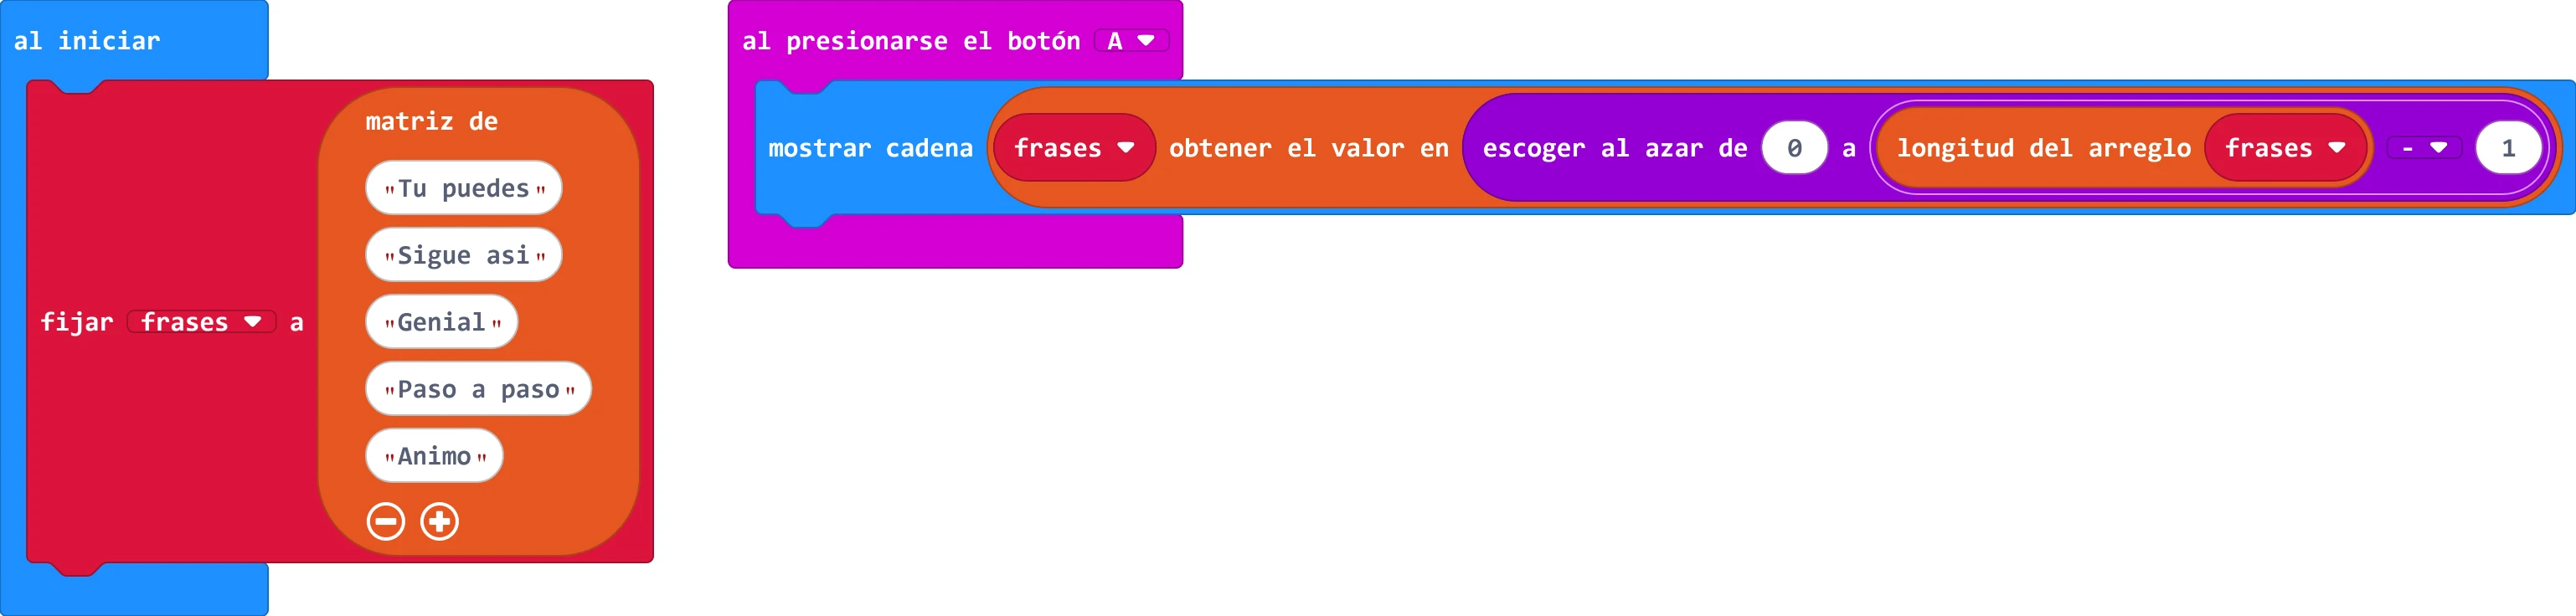 al iniciar
fijar frases a
matriz de
"Tu puedes"
"Sigue asi"
"Genial"
"Paso a paso"
"Animo"
al presionarse el botón A
mostrar cadena frases obtener el valor en escoger al azar de 0 a longitud del arreglo frases - 1